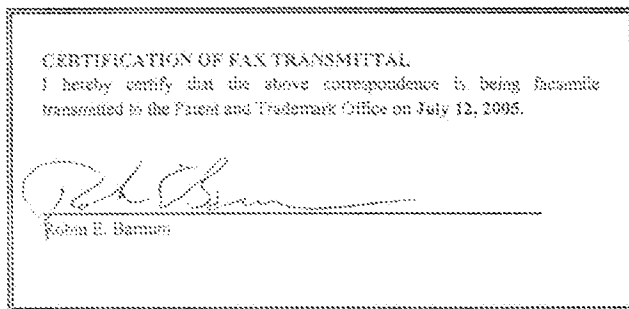 CERTIFICATION OF FAX TRANSMITTAL
I hereby certify that the above correspondence is being facsimile
transmitted to the Patent and Trademark Office on July 12, 2005.
Robin E. Barnum